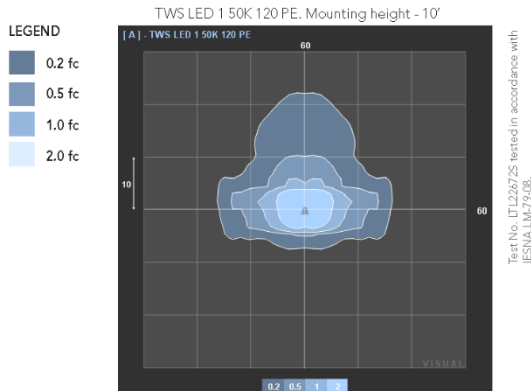 TWS LED 1 50K 120 PE. Mounting height - 10'
LEGEND
0.2 fc
0.5 fc
1.0 fc
2.0 fc
[ A ] - TWS LED 1 50K 120 PE
60
10
A
60
VISUAL
0.2 0.5 1 2
Test No. LTL22672S tested in accordance with
IESNA LM-79-08.